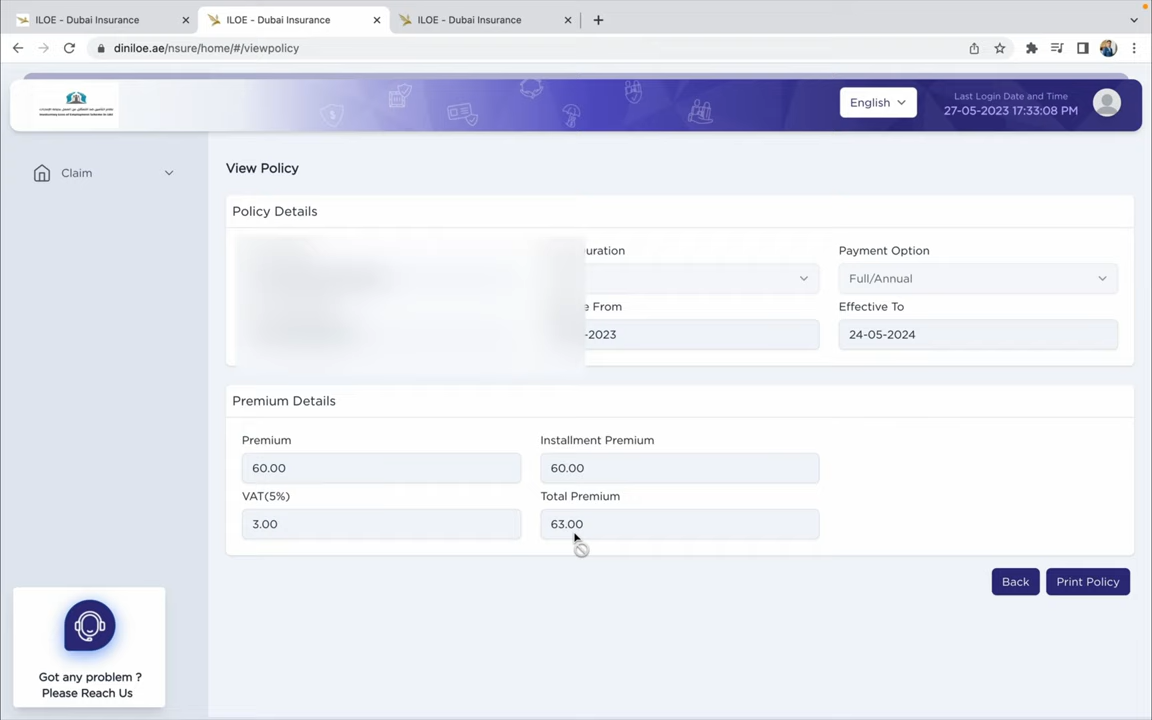 ILOE - Dubai Insurance
ILOE - Dubai Insurance
ILOE - Dubai Insurance
diniloe.ae/nsure/home/#/viewpolicy
English
Last Login Date and Time
27-05-2023 17:33:08 PM
Claim
View Policy
Policy Details
Payment Option
Full/Annual
From
Effective To
-2023
24-05-2024
Premium Details
Premium
Installment Premium
60.00
60.00
VAT(5%)
Total Premium
3.00
63.00
Back
Print Policy
Got any problem ?
Please Reach Us